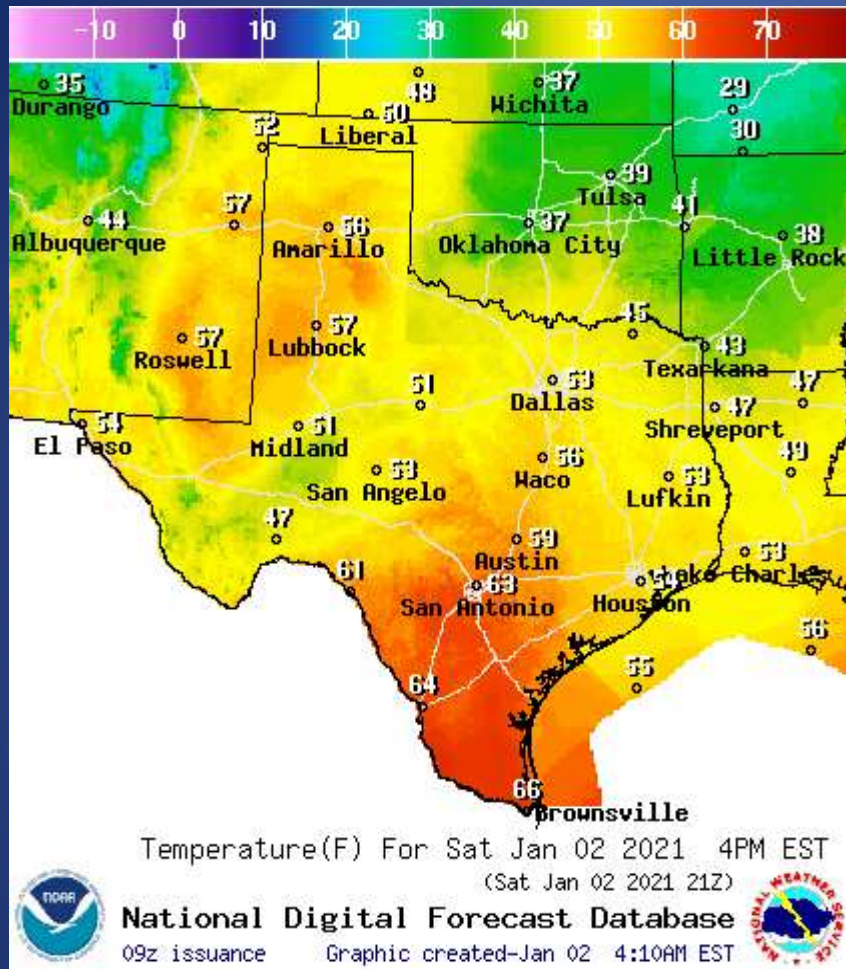 -10 0 10 20 30 40 50 60 70
35 48 37 29
Durango 50 Wichita
52 Liberal 30
39
Tulsa
44 57 56 37 41 38
Albuquerque Amarillo Oklahoma City Little Rock
57 57 45
Roswell Lubbock 43
Texarkana
51 53 47 47
Dallas Shreveport
54 51
El Paso Midland
53 56 53 49
San Angelo Waco Lufkin
47 59 53
Austin Lake Charles
61 63 54
San Antonio Houston
56
64 55
66
Brownsville
Temperature(F) For Sat Jan 02 2021 4PM EST
(Sat Jan 02 2021 21Z)
National Digital Forecast Database
09z issuance Graphic created-Jan 02 4:10AM EST
NOAA
NATIONAL WEATHER SERVICE